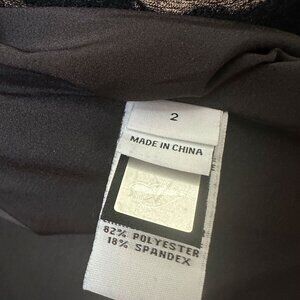 2
MADE IN CHINA
82% POLYESTER
18% SPANDEX